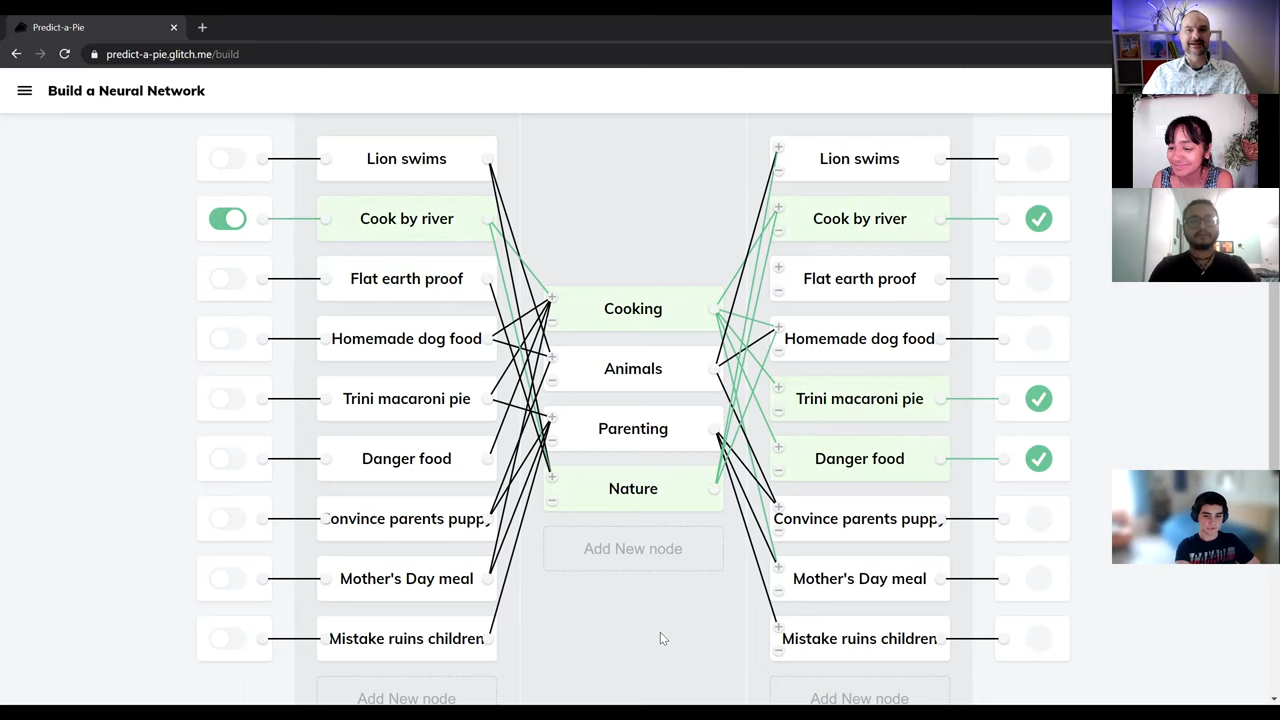 Predict-a-Pie
predict-a-pie.glitch.me/build
Build a Neural Network
Lion swims
Cook by river
Flat earth proof
Homemade dog food
Trini macaroni pie
Danger food
Convince parents pupp
Mother's Day meal
Mistake ruins children
Add New node
Cooking
Animals
Parenting
Nature
Add New node
Lion swims
Cook by river
Flat earth proof
Homemade dog food
Trini macaroni pie
Danger food
Convince parents pupp
Mother's Day meal
Mistake ruins children
Add New node